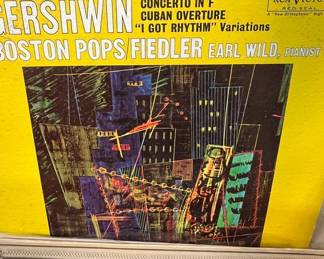 GERSHWIN
CONCERTO IN F
CUBAN OVERTURE
"I GOT RHYTHM" Variations
BOSTON POPS FIEDLER EARL WILD, PIANIST
RCA VICTOR
RED SEAL